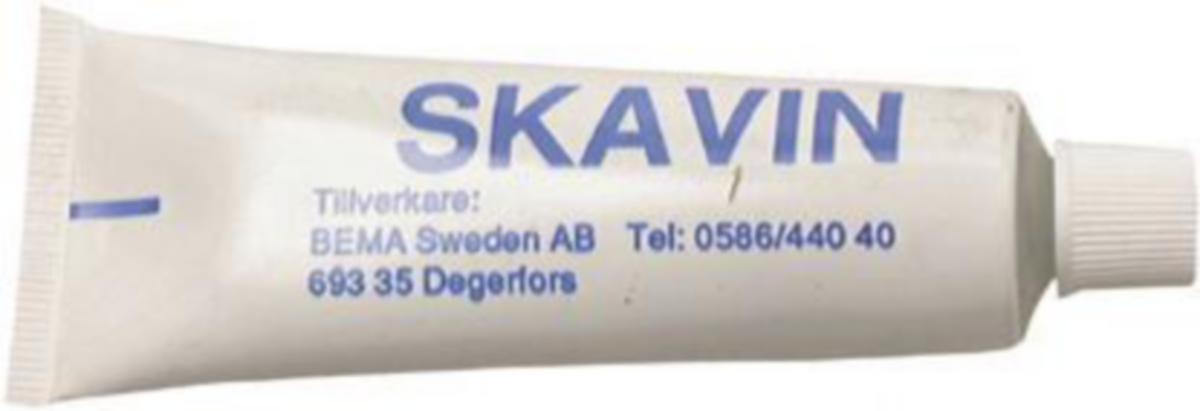 SKAVIN
Tillverkare:
BEMA Sweden AB Tel: 0586/440 40
693 35 Degerfors